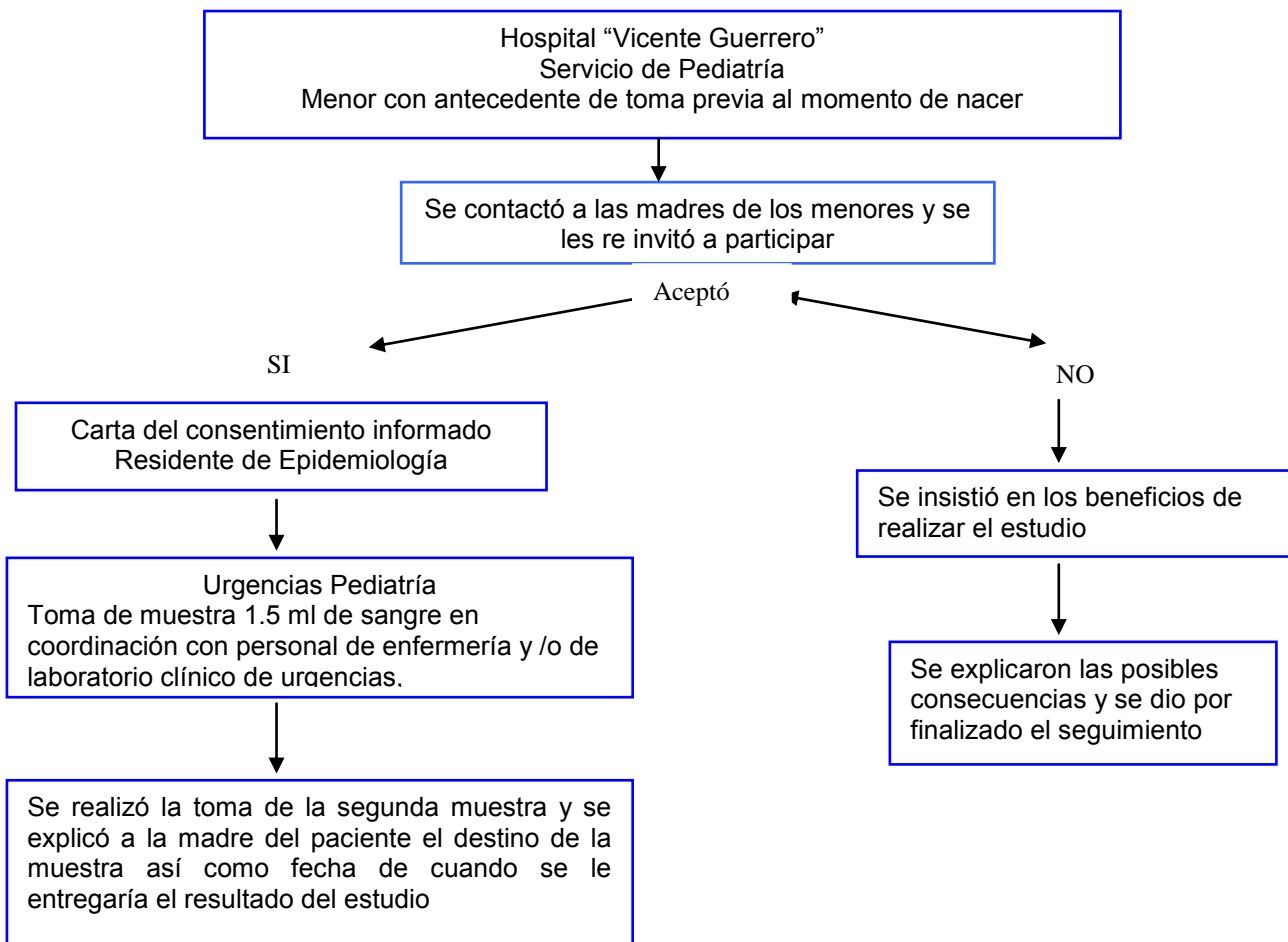 Hospital “Vicente Guerrero”
Servicio de Pediatría
Menor con antecedente de toma previa al momento de nacer
Se contactó a las madres de los menores y se
les re invitó a participar
Aceptó
SI
NO
Carta del consentimiento informado
Residente de Epidemiología
Se insistió en los beneficios de
realizar el estudio
Urgencias Pediatría
Toma de muestra 1.5 ml de sangre en
coordinación con personal de enfermería y /o de
laboratorio clínico de urgencias.
Se explicaron las posibles
consecuencias y se dio por
finalizado el seguimiento
Se realizó la toma de la segunda muestra y se
explicó a la madre del paciente el destino de la
muestra así como fecha de cuando se le
entregaría el resultado del estudio